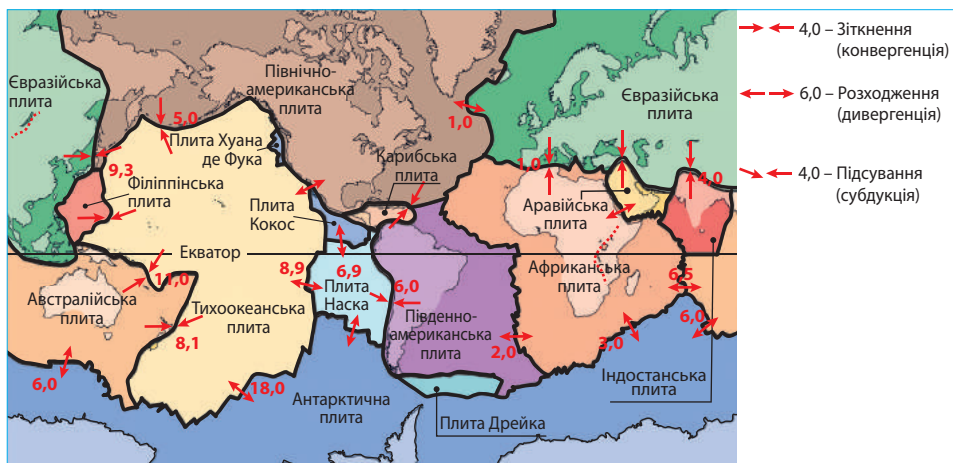 Євразійська
плита
Північно-
американська
плита
5,0
Плита Хуана
де Фука
9,3
Філіппінська
плита
1,0
Карибська
плита
Плита
Кокос
Євразійська
плита
1,0
4,0
Аравійська
плита
Екватор
11,0
Австралійська
плита
8,9
Тихоокеанська
плита
8,1
6,9
Плита
Наска
6,0
Південно-
американська
плита
2,0
Африканська
плита
6,5
6,0
3,0
6,0
18,0
Антарктична
плита
Плита Дрейка
Індостанська
плита
4,0 – Зіткнення
(конвергенція)
6,0 – Розходження
(дивергенція)
4,0 – Підсування
(субдукція)